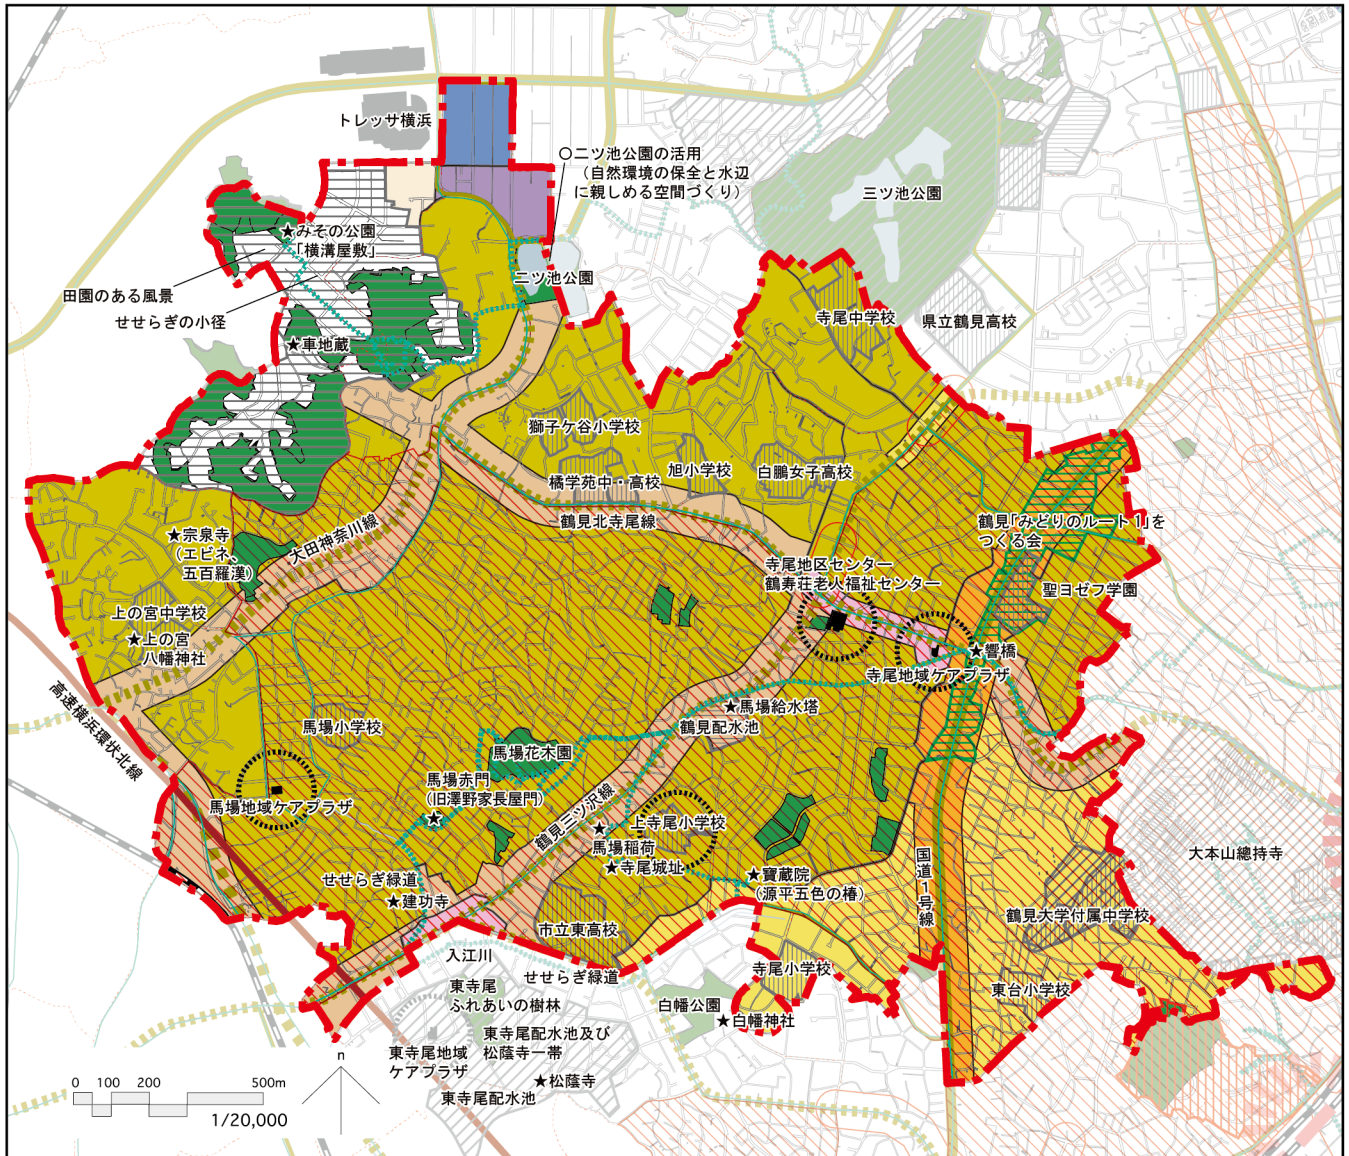 トレッサ横浜
○二ツ池公園の活用
（自然環境の保全と水辺
に親しめる空間づくり）
三ツ池公園
★みその公園
「横溝屋敷」
二ツ池公園
田園のある風景
せせらぎの小径
寺尾中学校
県立鶴見高校
★車地蔵
獅子ケ谷小学校
旭小学校
白鵬女子高校
橘学苑中・高校
鶴見北寺尾線
大田神奈川線
★宗泉寺
（エビネ、
五百羅漢）
鶴見「みどりのルート１」を
つくる会
寺尾地区センター
鶴寿荘老人福祉センター
聖ヨゼフ学園
上の宮中学校
★上の宮
八幡神社
★響橋
寺尾地域ケアプラザ
高速横浜環状北線
馬場小学校
★馬場給水塔
鶴見配水池
馬場花木園
馬場赤門
（旧澤野家長屋門）
★
馬場地域ケアプラザ
鶴見三ツ沢線
★
馬場稲荷
上寺尾小学校
★寺尾城址
国道１号線
大本山總持寺
せせらぎ緑道
★建功寺
★寶蔵院
（源平五色の椿）
市立東高校
鶴見大学付属中学校
入江川
せせらぎ緑道
寺尾小学校
東台小学校
東寺尾
ふれあいの樹林
白幡公園
★白幡神社
東寺尾配水池及び
松蔭寺一帯
東寺尾地域
ケアプラザ
★松蔭寺
東寺尾配水池
n
0 100 200 500m
1/20,000